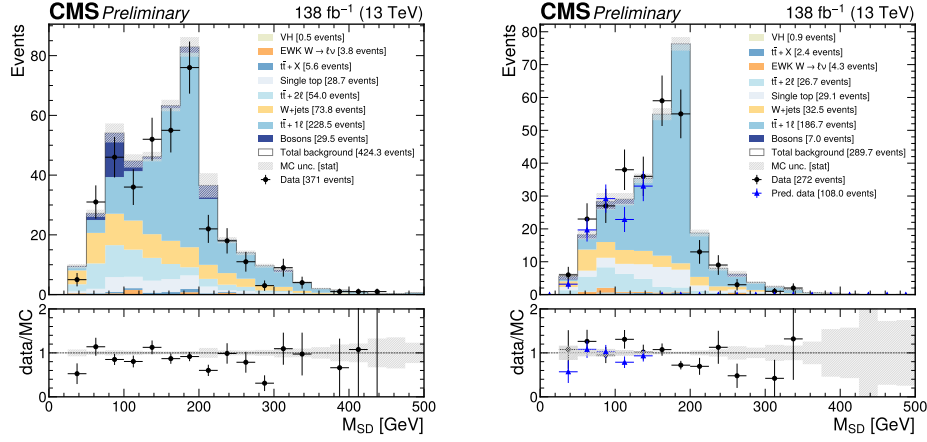 CMS Preliminary 138 fb⁻¹ (13 TeV)
Events
80
60
40
20
0
VH [0.5 events]
EWK W → ℓν [3.8 events]
tt̄ + X [5.6 events]
Single top [28.7 events]
tt̄ + 2ℓ [54.0 events]
W+jets [73.8 events]
tt̄ + 1ℓ [228.5 events]
Bosons [29.5 events]
Total background [424.3 events]
MC unc. [stat]
Data [371 events]
data/MC
2
1
0
0 100 200 300 400 500
M_SD [GeV]
CMS Preliminary 138 fb⁻¹ (13 TeV)
Events
80
70
60
50
40
30
20
10
0
VH [0.9 events]
tt̄ + X [2.4 events]
EWK W → ℓν [4.3 events]
tt̄ + 2ℓ [26.7 events]
Single top [29.1 events]
W+jets [32.5 events]
tt̄ + 1ℓ [186.7 events]
Bosons [7.0 events]
Total background [289.7 events]
MC unc. [stat]
Data [272 events]
Pred. data [108.0 events]
data/MC
2
1
0
0 100 200 300 400 500
M_SD [GeV]